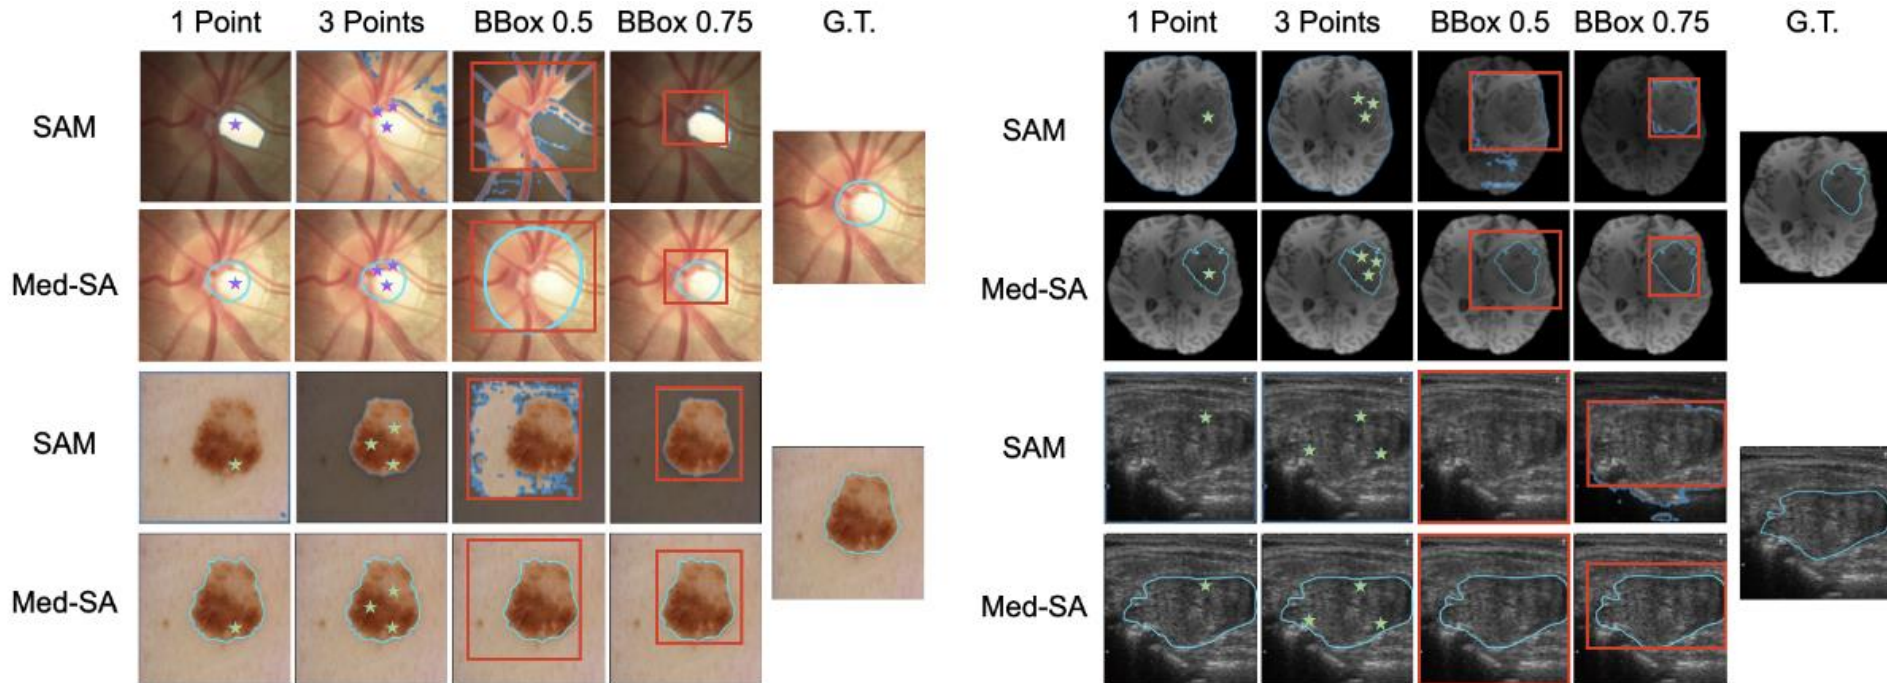 1 Point 3 Points BBox 0.5 BBox 0.75 G.T.
SAM
Med-SA
SAM
Med-SA
1 Point 3 Points BBox 0.5 BBox 0.75 G.T.
SAM
Med-SA
SAM
Med-SA